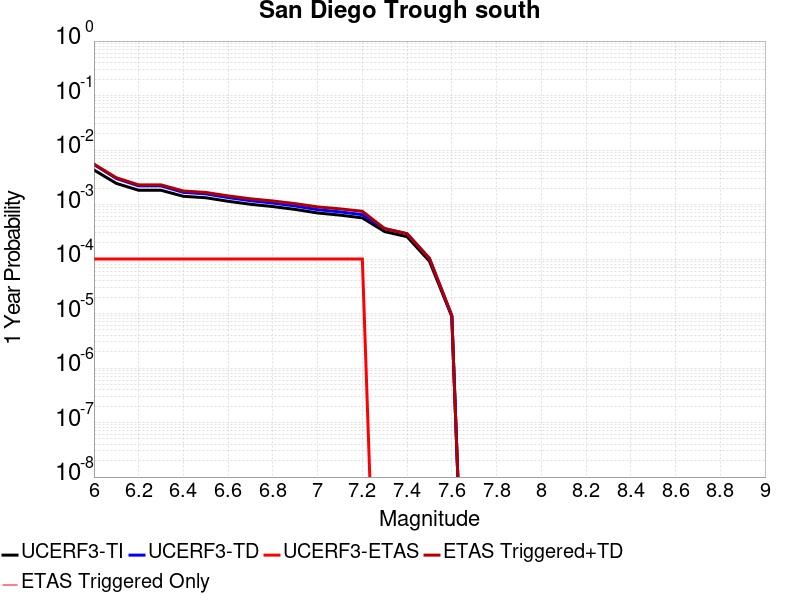 San Diego Trough south
10^0
10^-1
10^-2
10^-3
10^-4
10^-5
10^-6
10^-7
10^-8
1 Year Probability
6 6.2 6.4 6.6 6.8 7 7.2 7.4 7.6 7.8 8 8.2 8.4 8.6 8.8 9
Magnitude
UCERF3-TI UCERF3-TD UCERF3-ETAS ETAS Triggered+TD
ETAS Triggered Only